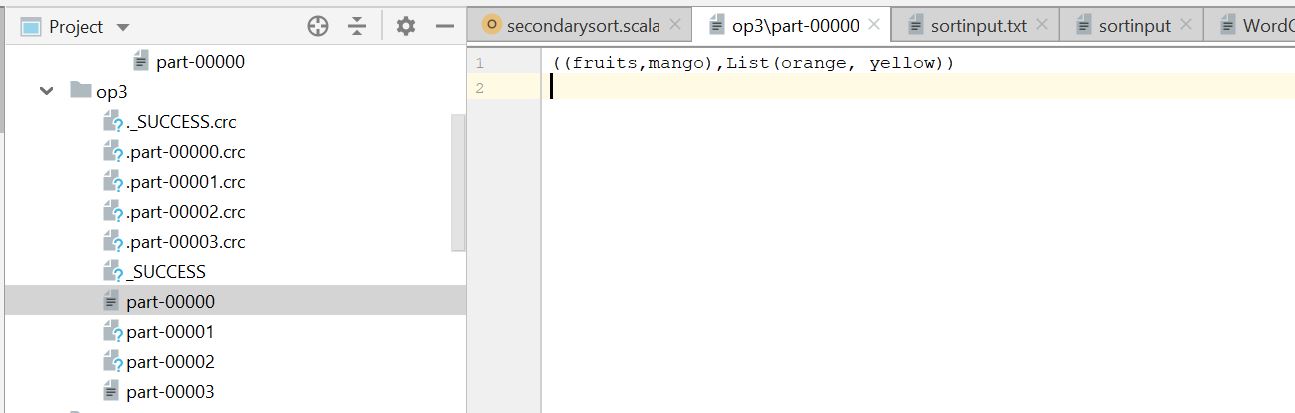 Project
part-00000
op3
._SUCCESS.crc
.part-00000.crc
.part-00001.crc
.part-00002.crc
.part-00003.crc
_SUCCESS
part-00000
part-00001
part-00002
part-00003
secondarysort.scala op3\part-00000 sortinput.txt sortinput
1 ((fruits,mango),List(orange, yellow))
2